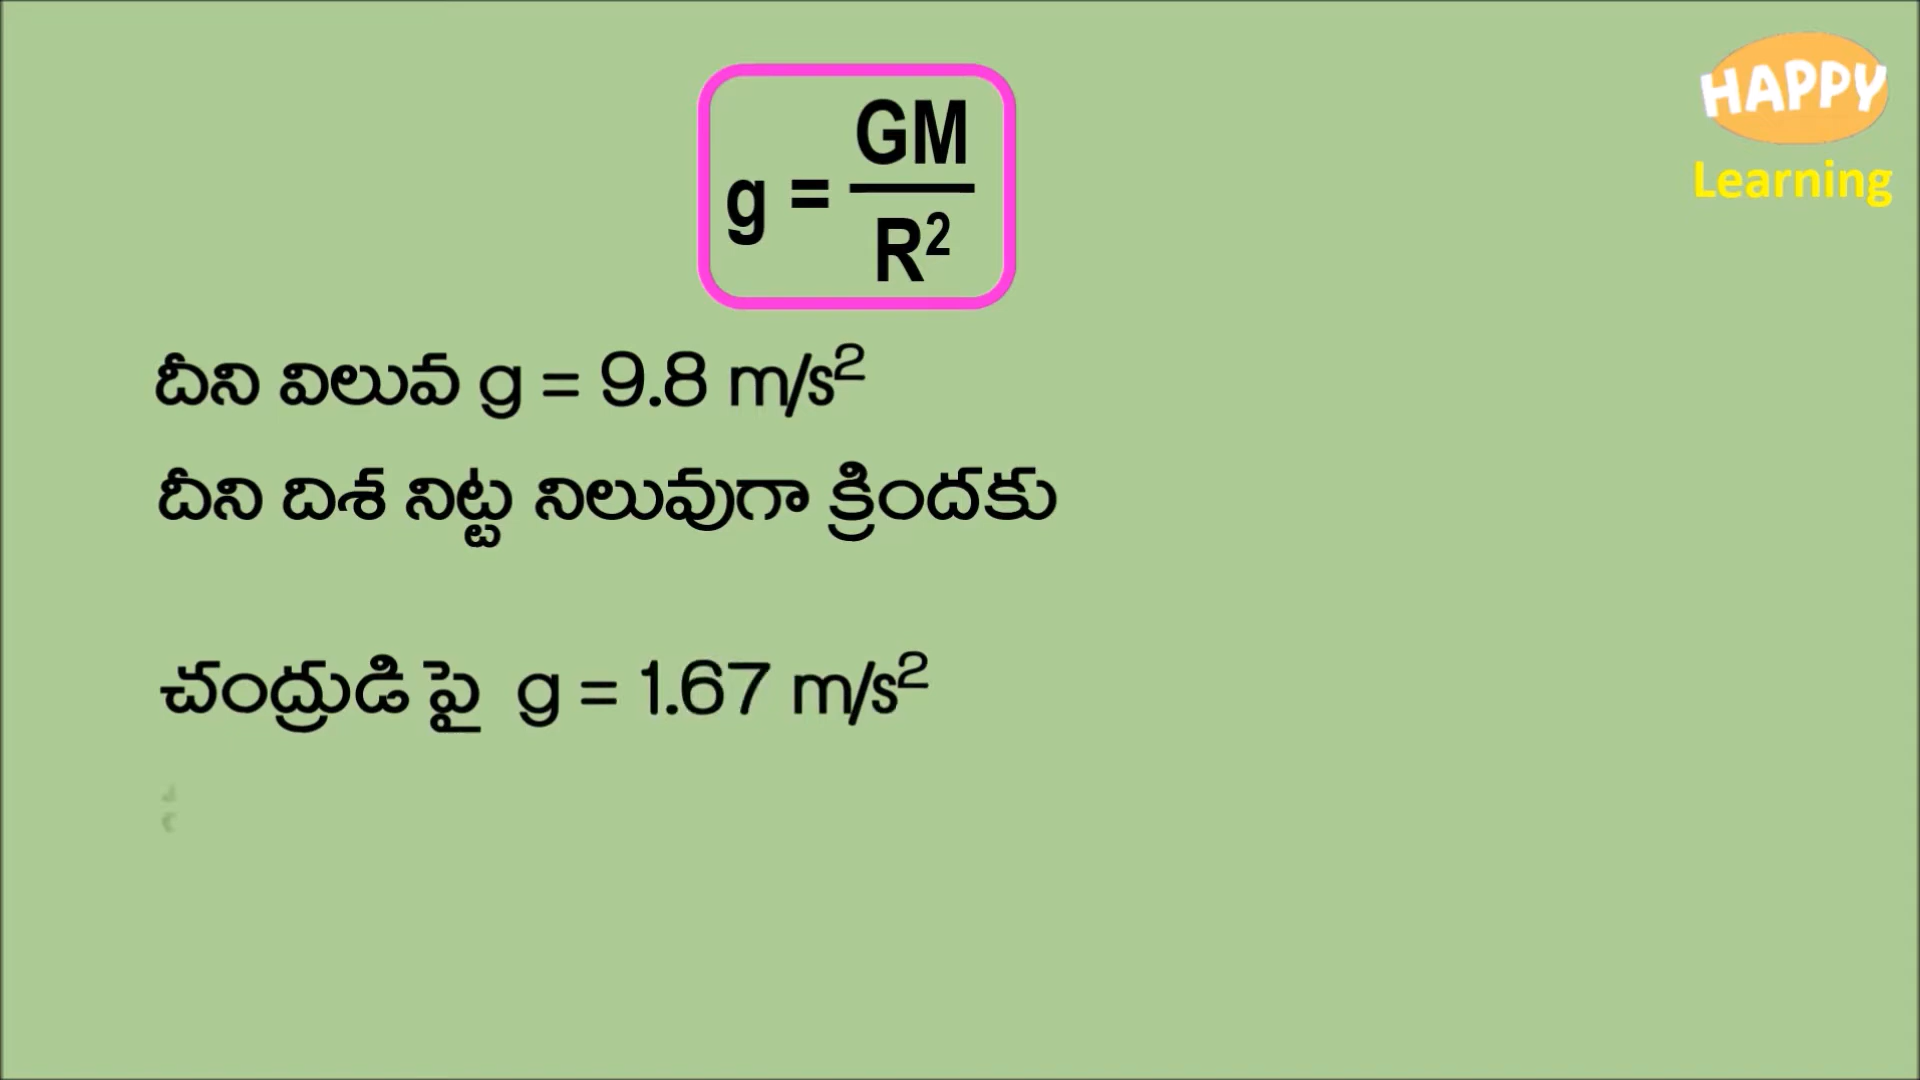 g = GM / R²
HAPPY
Learning
దీని విలువ g = 9.8 m/s²
దీని దిశ నిట్ట నిలువుగా క్రిందకు
చంద్రుడి పై g = 1.67 m/s²